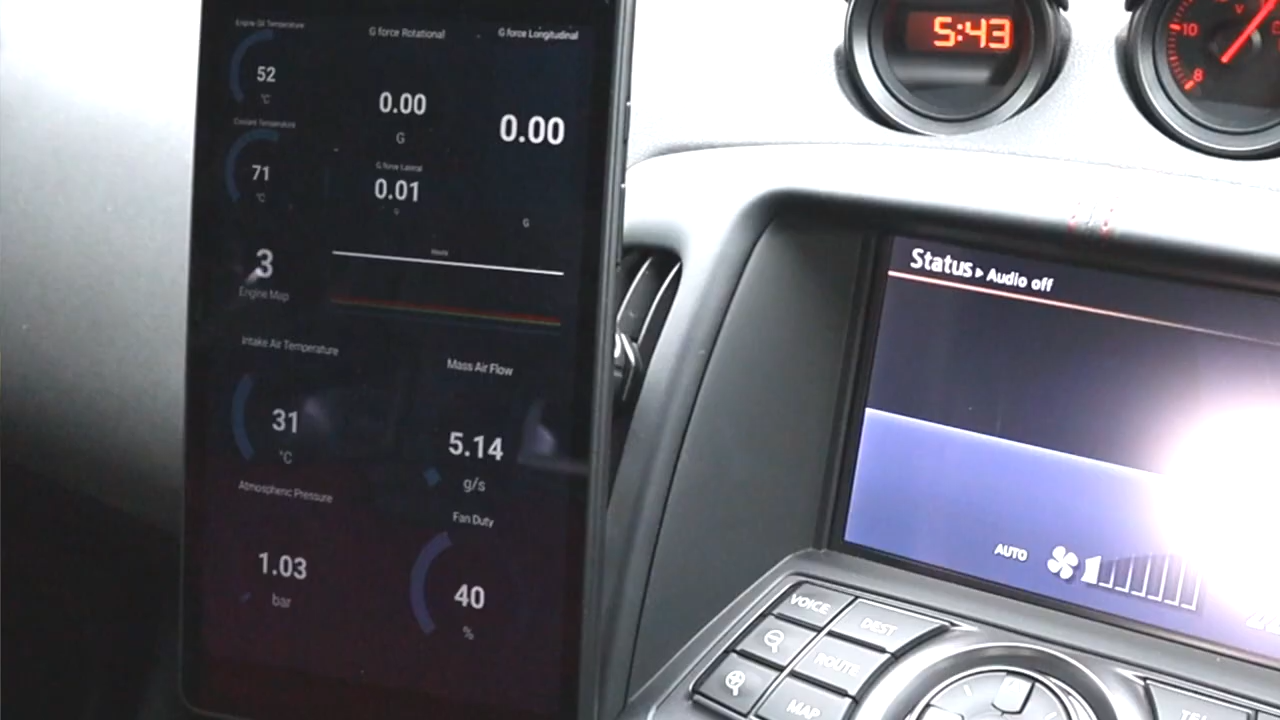 Engine Oil Temperature
52
°C
Coolant Temperature
71
°C
3
Engine Map
Intake Air Temperature
31
°C
Atmospheric Pressure
1.03
bar
G force Rotational
0.00
G
G force Lateral
0.01
G force Longitudinal
0.00
G
Mass Air Flow
5.14
g/s
Fan Duty
40
%
5:43
10
8
V
Status▸Audio off
AUTO
VOICE
DEST
ROUTE
MAP